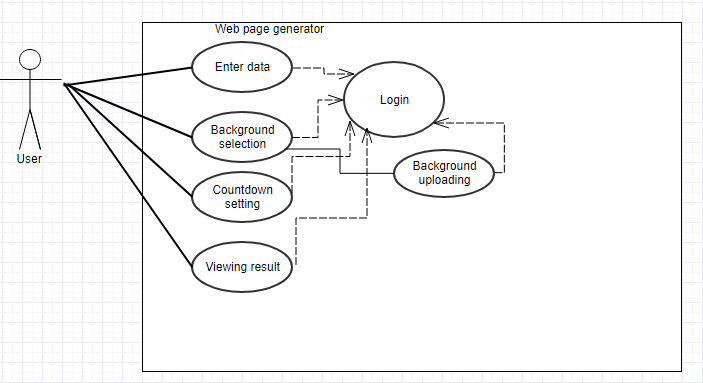 Web page generator
Enter data
Login
Background
selection
User
Background
uploading
Countdown
setting
Viewing result